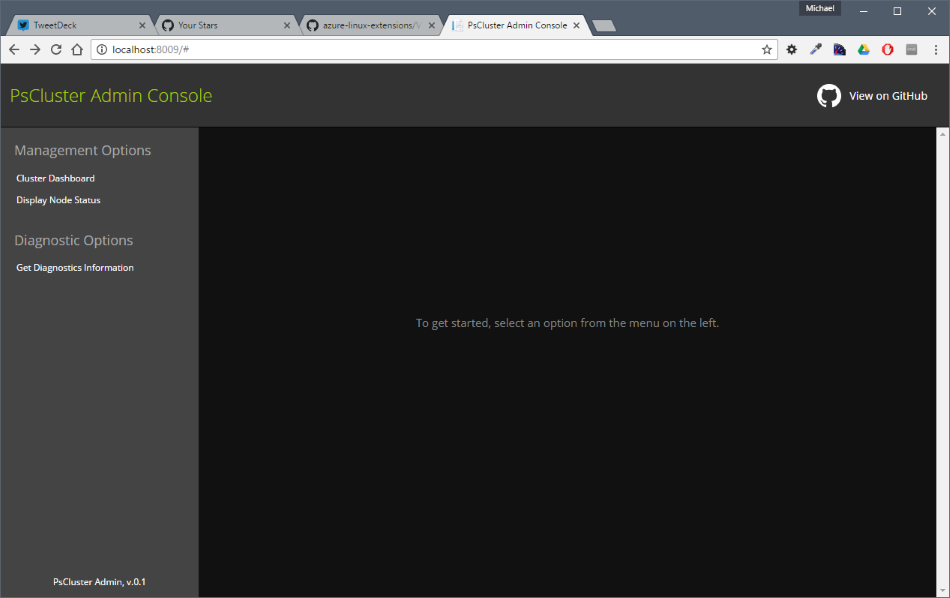 Michael
TweetDeck
Your Stars
azure-linux-extensions/
PsCluster Admin Console
localhost:8009/#
PsCluster Admin Console
View on GitHub
Management Options
Cluster Dashboard
Display Node Status
Diagnostic Options
Get Diagnostics Information
To get started, select an option from the menu on the left.
PsCluster Admin, v.0.1